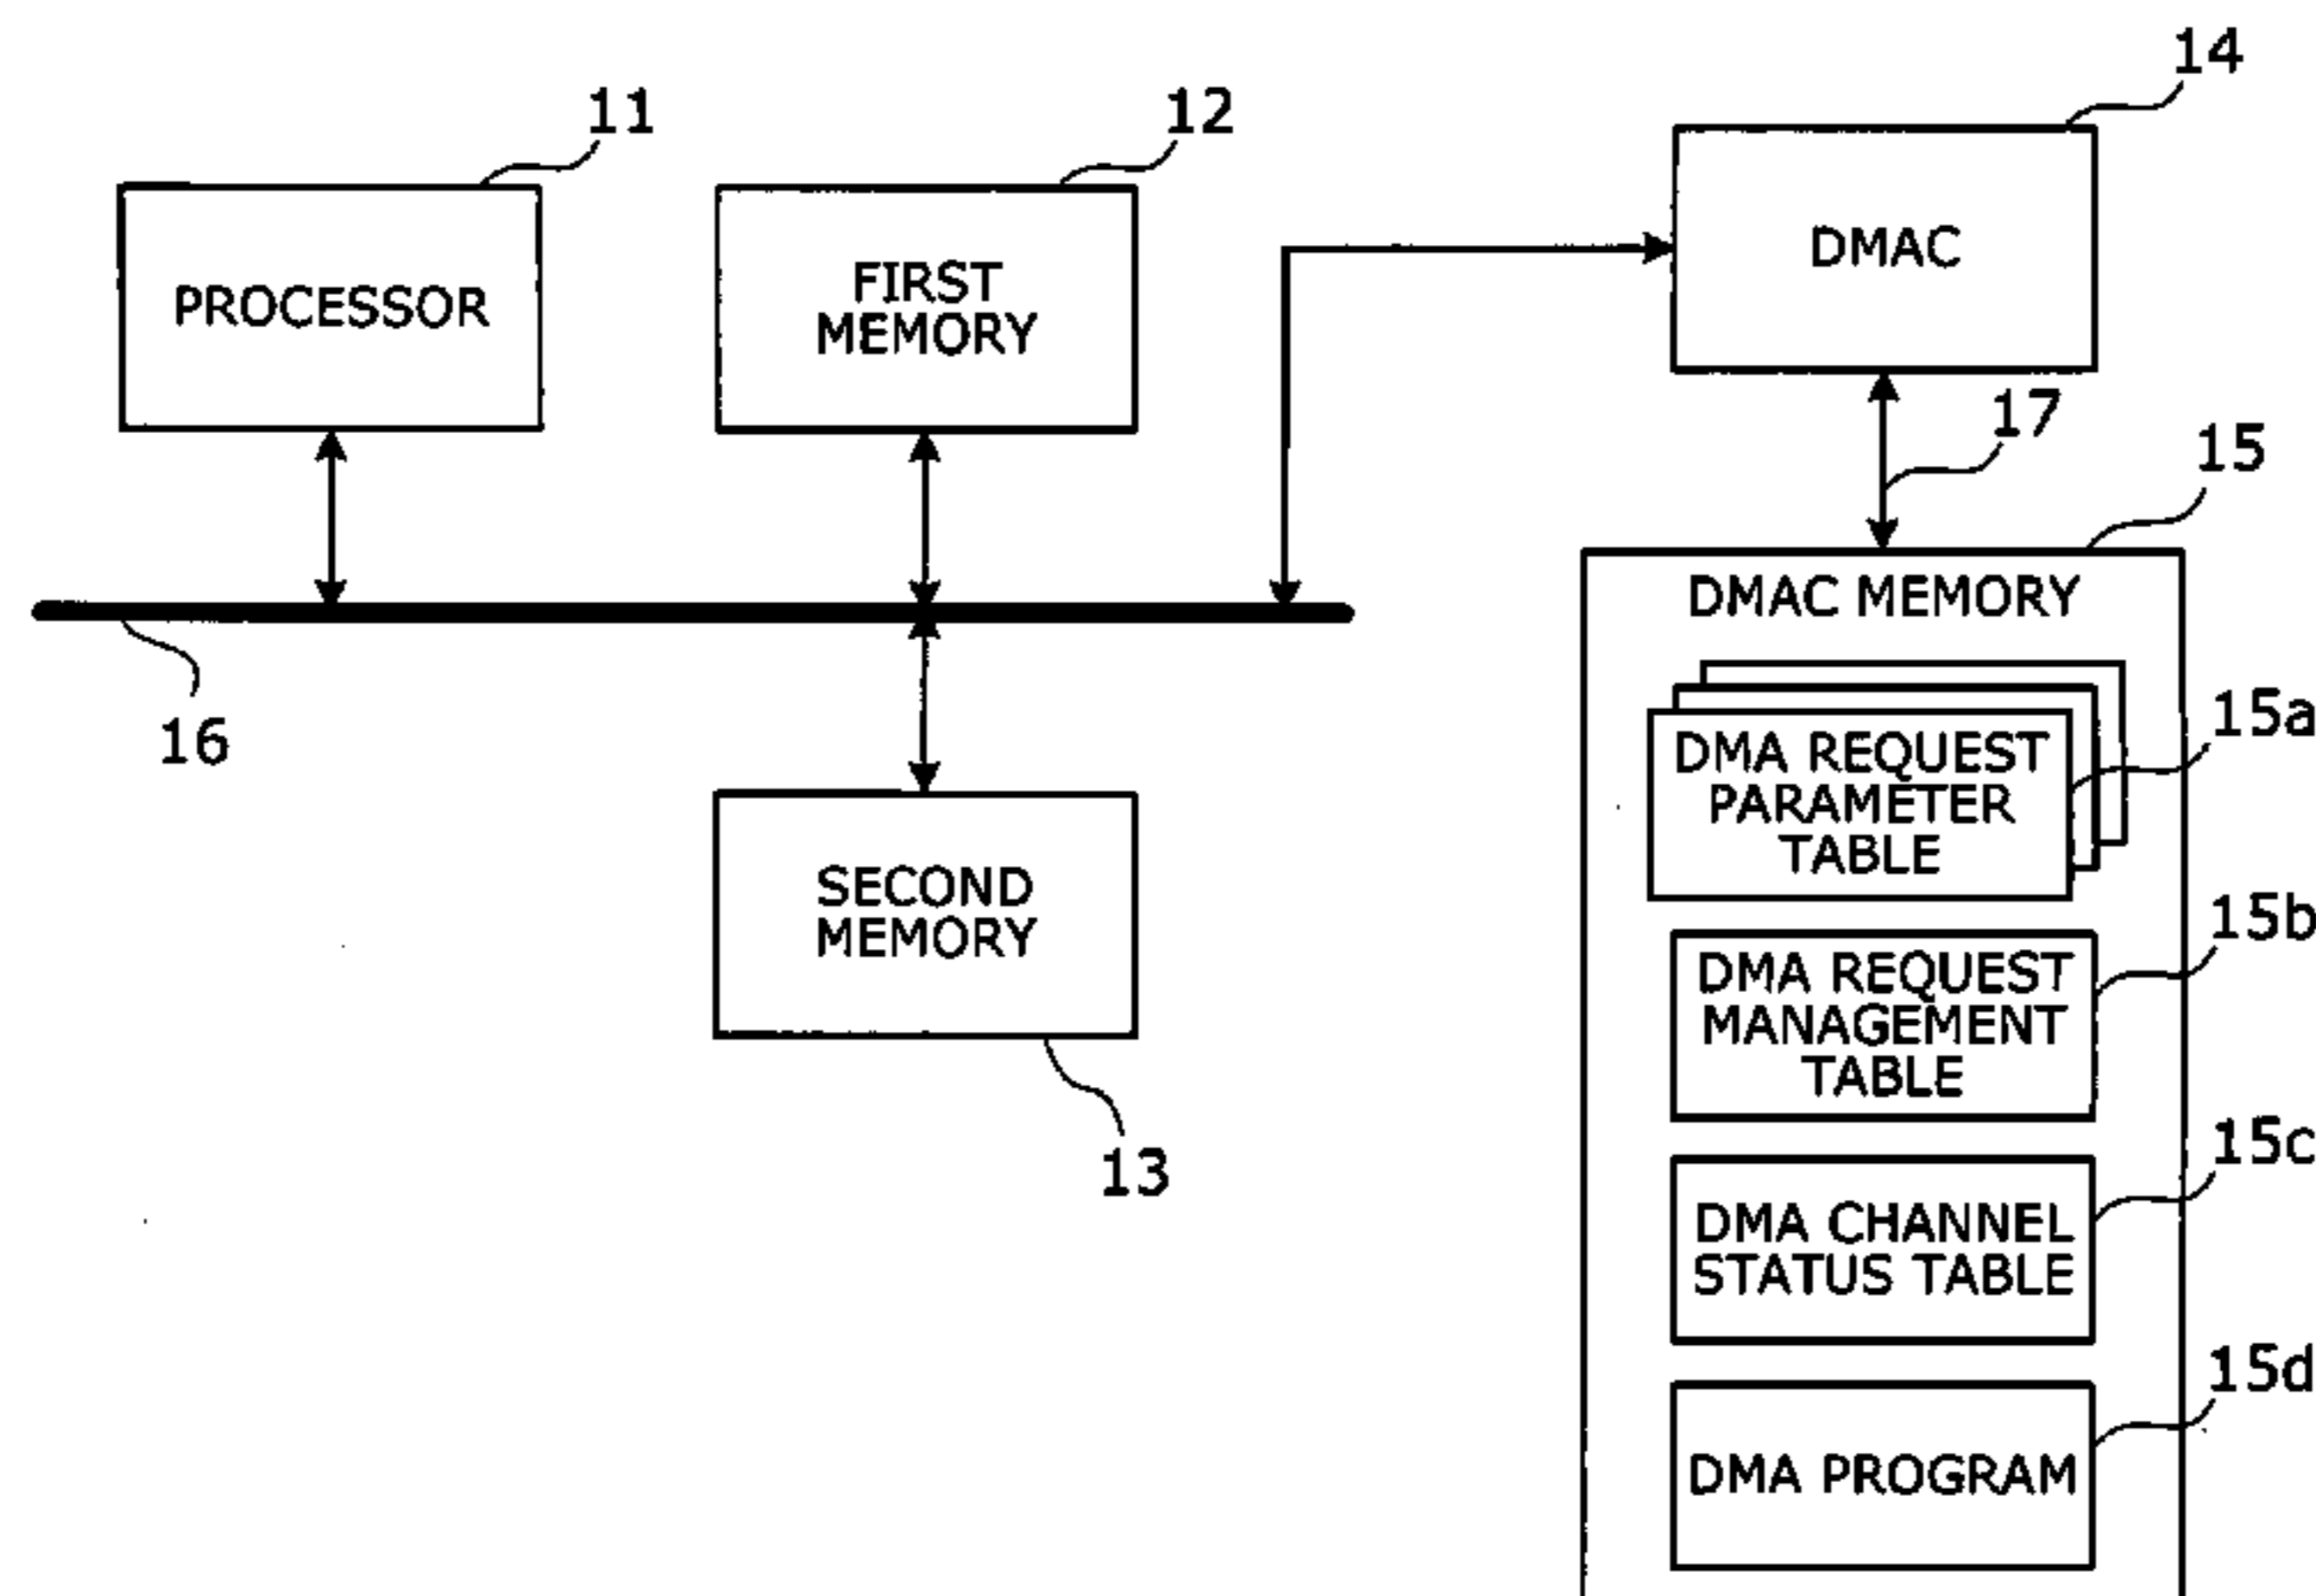 14
11
12
PROCESSOR
FIRST
MEMORY
DMAC
17
15
DMAC MEMORY
16
15a
DMA REQUEST
PARAMETER
TABLE
SECOND
MEMORY
15b
DMA REQUEST
MANAGEMENT
TABLE
13
15c
DMA CHANNEL
STATUS TABLE
15d
DMA PROGRAM